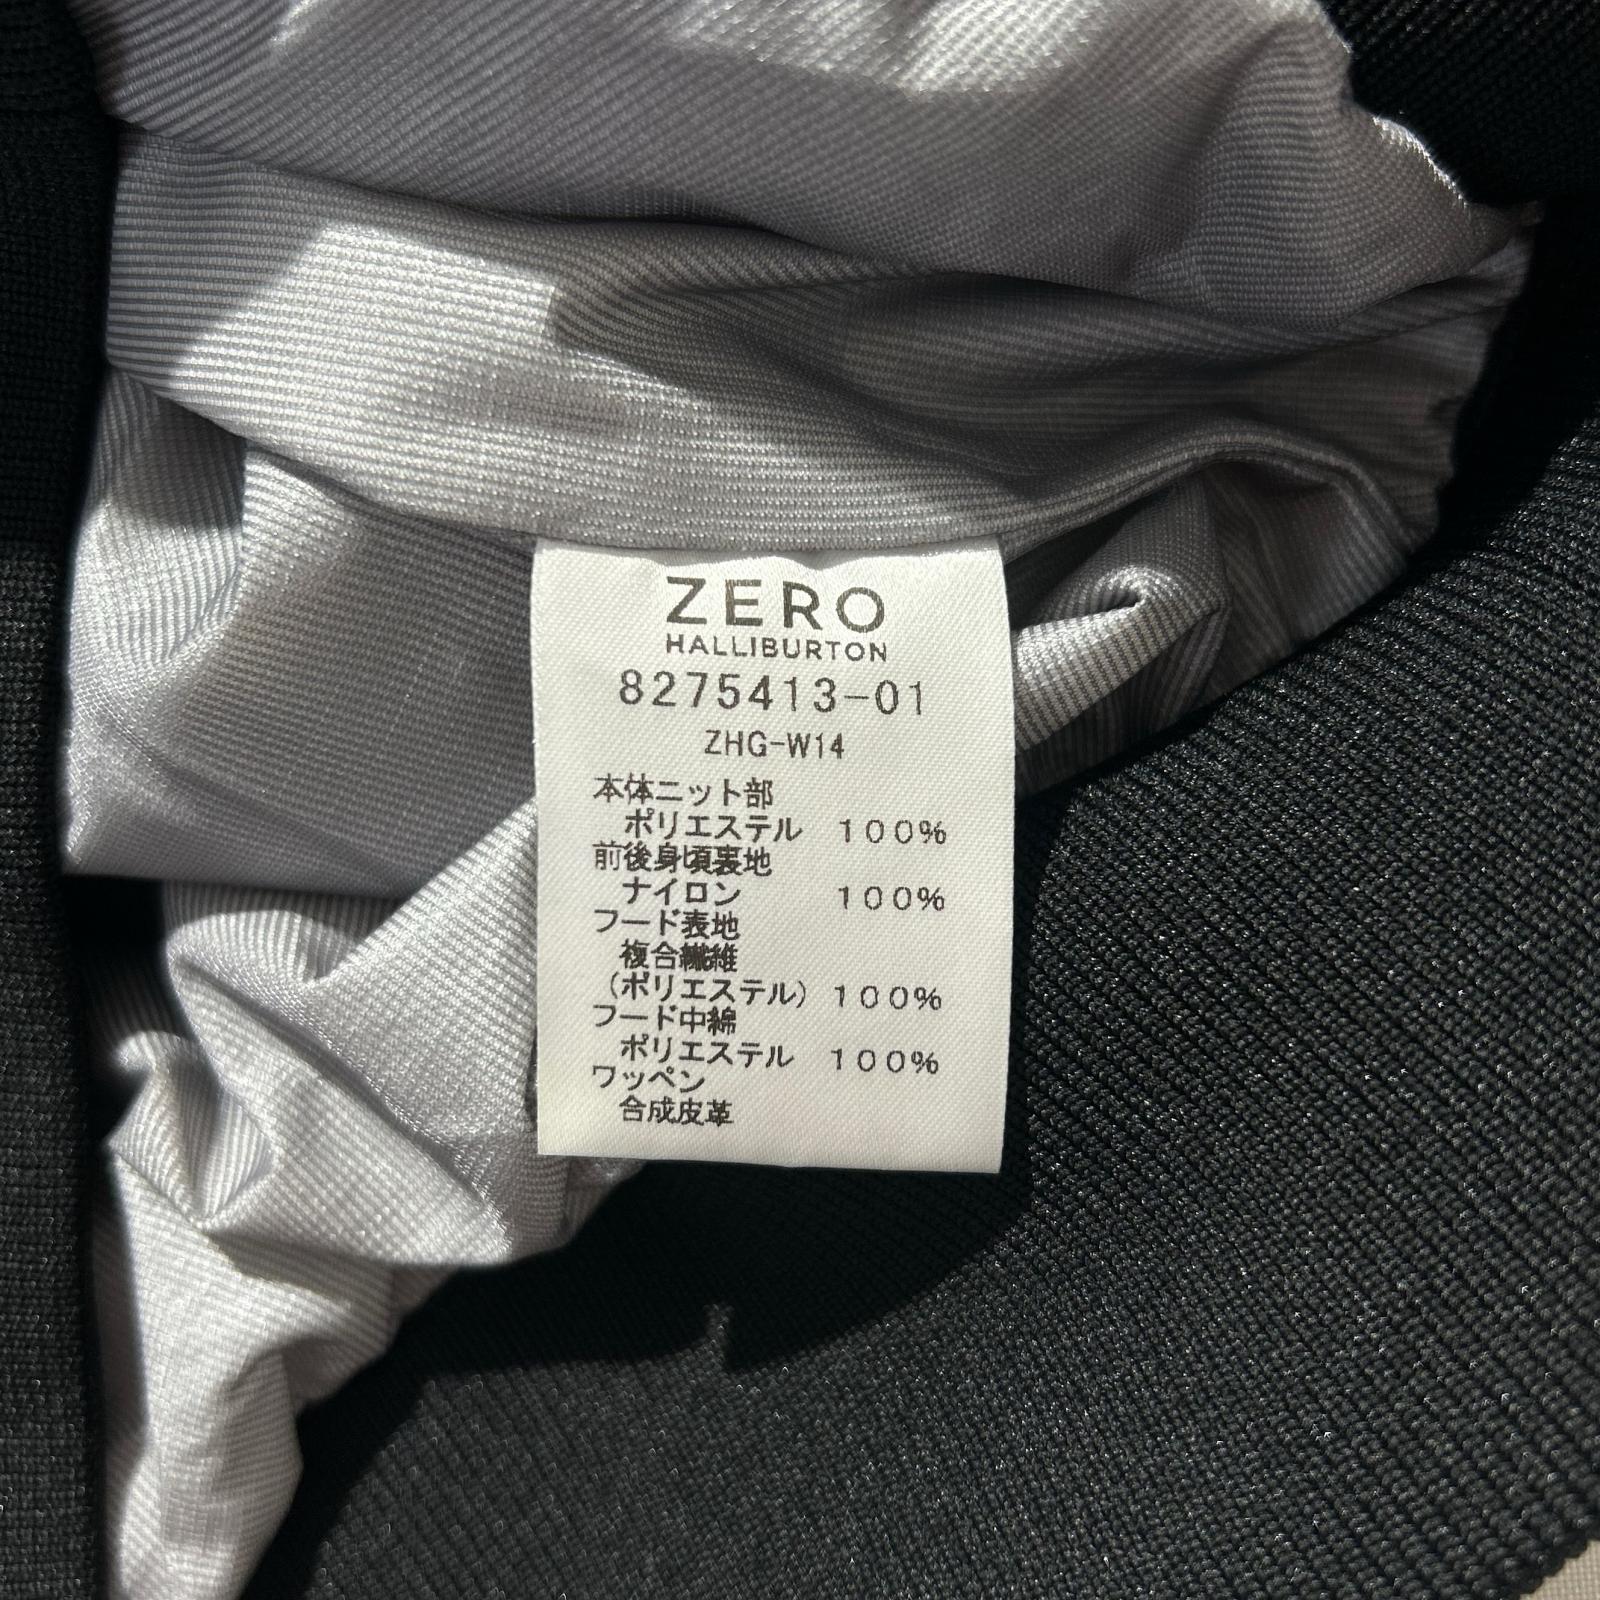 ZERO
HALLIBURTON
8275413-01
ZHG-W14
本体ニット部
ポリエステル 100%
前後身頃裏地
ナイロン 100%
フード表地
複合繊維
(ポリエステル) 100%
フード中綿
ポリエステル 100%
ワッペン
合成皮革